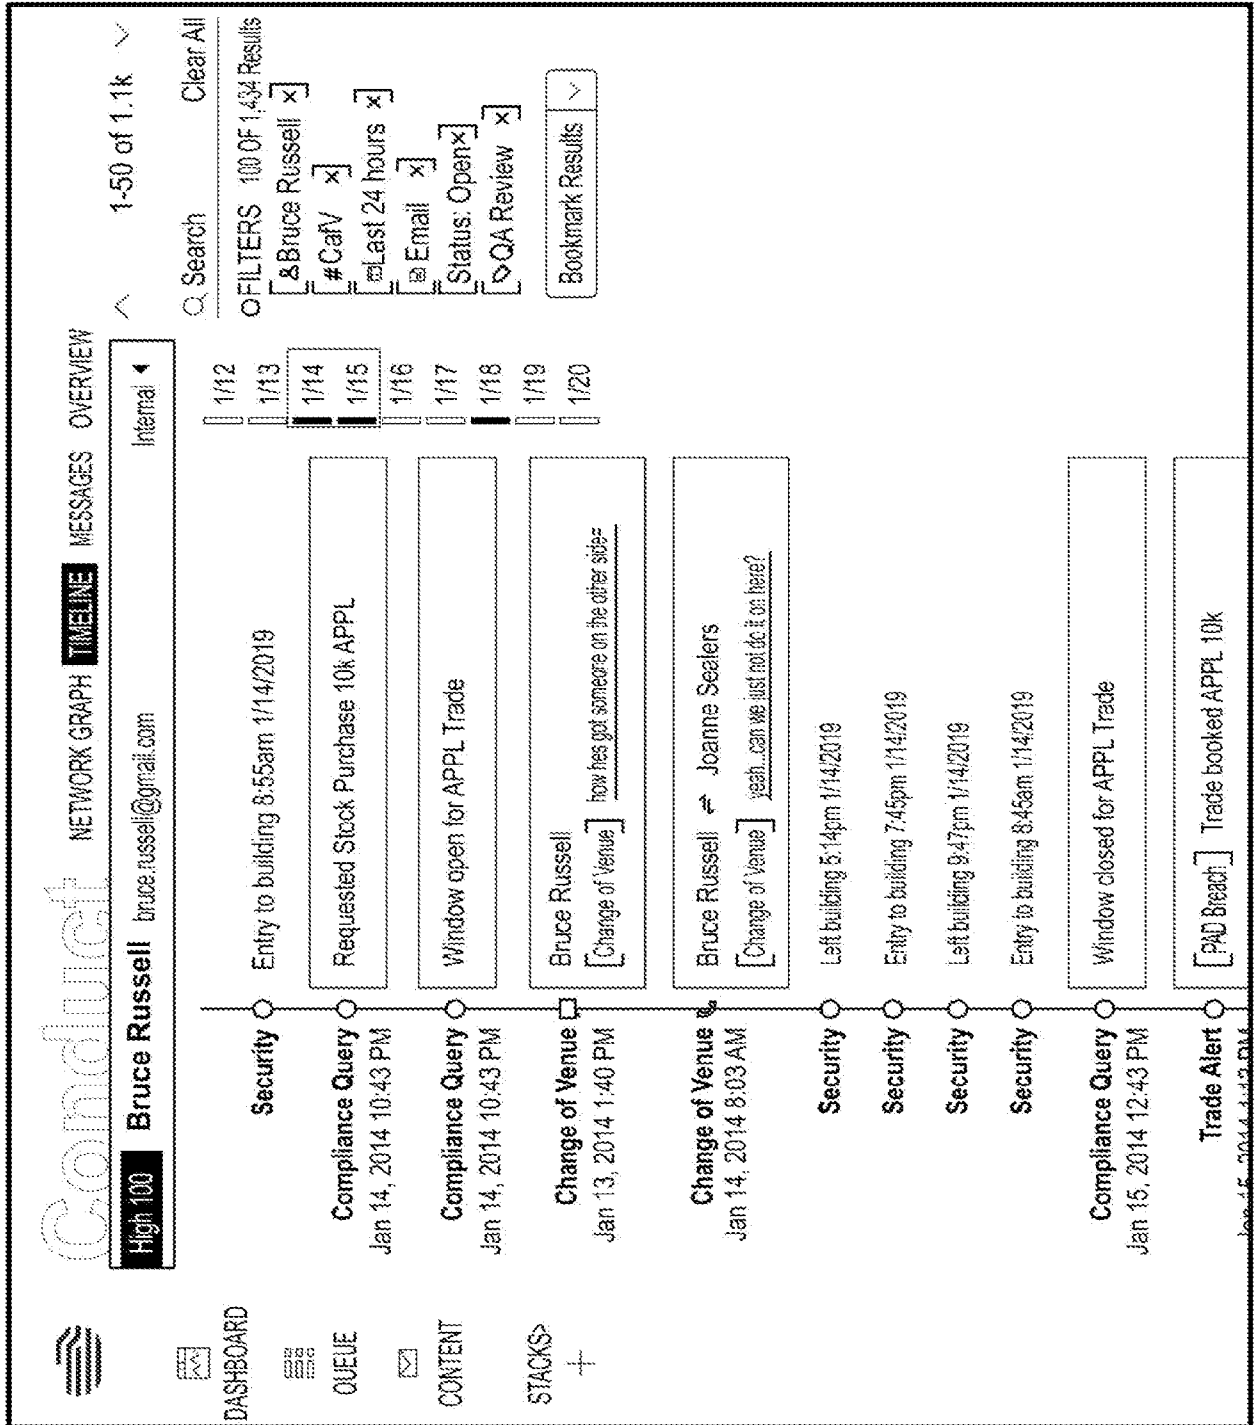 Conduct
NETWORK GRAPH TIMELINE MESSAGES OVERVIEW
1-50 of 1.1k
High 100 Bruce Russell bruce.russell@gmail.com Internal
DASHBOARD
QUEUE
CONTENT
STACKS>
+
Security Entry to building 8:55am 1/14/2019
Compliance Query Requested Stock Purchase 10k APPL
Jan 14, 2014 10:43 PM
Compliance Query Window open for APPL Trade
Jan 14, 2014 10:43 PM
Change of Venue Bruce Russell
Jan 13, 2014 1:40 PM [Change of Venue] how hes got someone on the other side=
Change of Venue Bruce Russell ⇌ Joanne Sealers
Jan 14, 2014 8:03 AM [Change of Venue] yeah..can we just not do it on here?
Security Left building 5:14pm 1/14/2019
Security Entry to building 7:45pm 1/14/2019
Security Left building 9:47pm 1/14/2019
Security Entry to building 8:45am 1/14/2019
Compliance Query Window closed for APPL Trade
Jan 15, 2014 12:43 PM
Trade Alert [PAD Breach] Trade booked APPL 10k
1/12
1/13
1/14
1/15
1/16
1/17
1/18
1/19
1/20
Search Clear All
FILTERS 100 OF 1,434 Results
[Bruce Russell x]
[#CafV x]
[Last 24 hours x]
[Email x]
[Status: Open x]
[QA Review x]
Bookmark Results